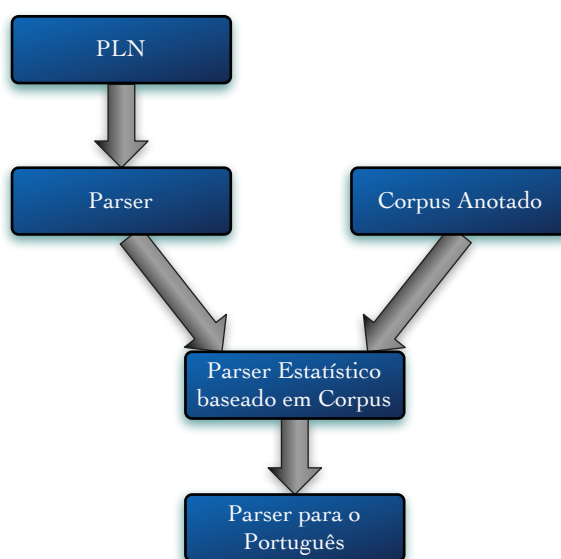 PLN
Parser
Corpus Anotado
Parser Estatístico
baseado em Corpus
Parser para o
Português